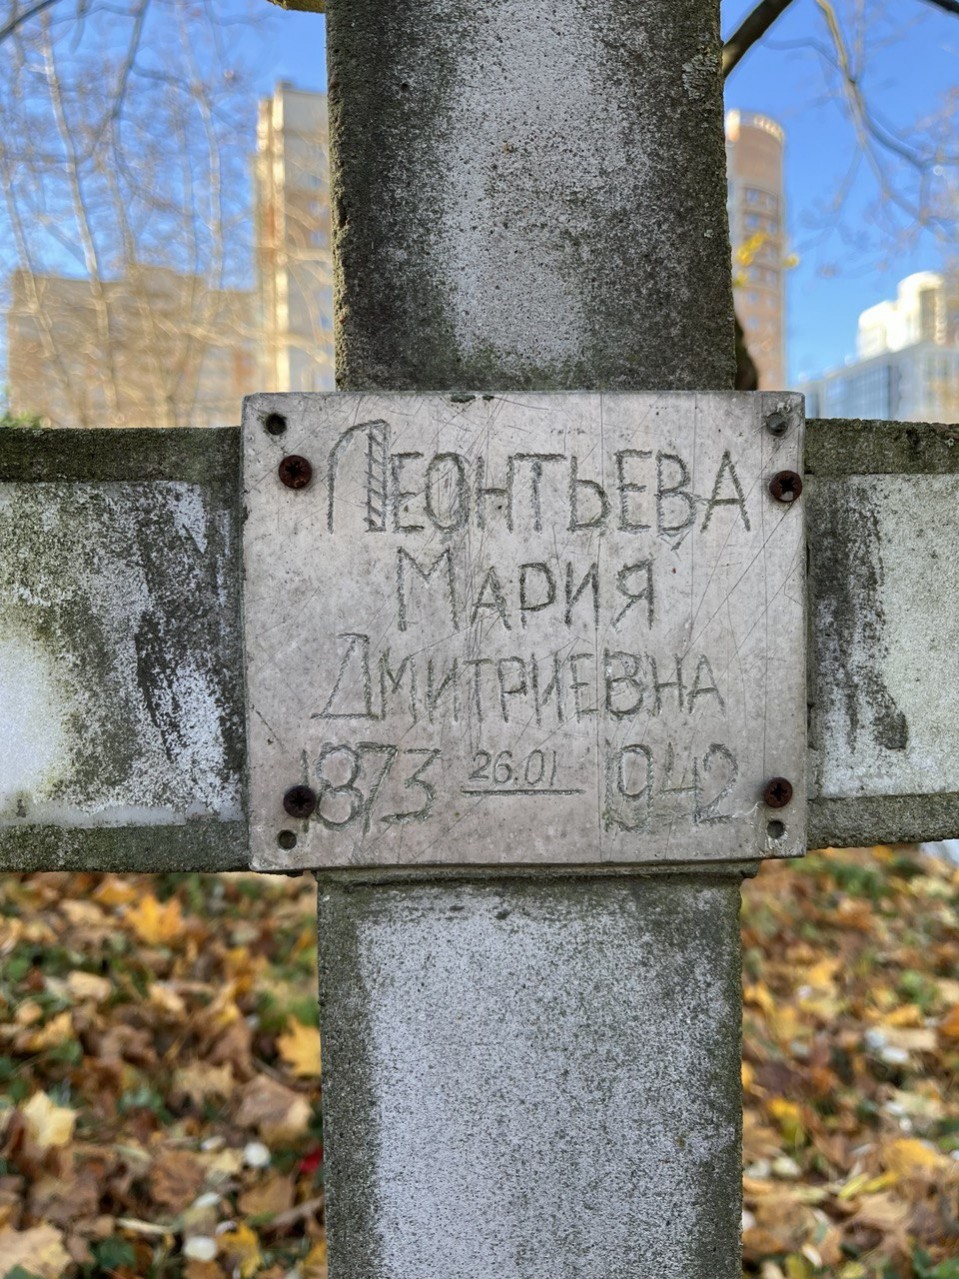 Леонтьева
Мария
Дмитриевна
1873 26.01 1942